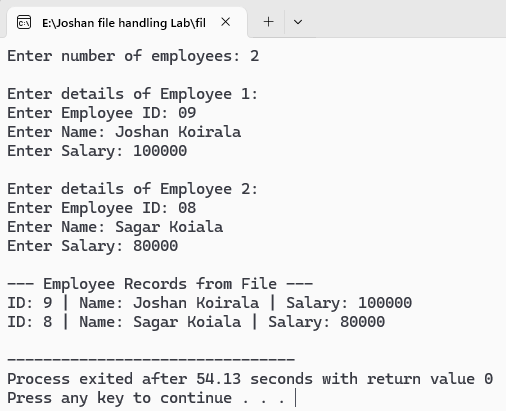 E:\Joshan file handling Lab\fil
Enter number of employees: 2
Enter details of Employee 1:
Enter Employee ID: 09
Enter Name: Joshan Koirala
Enter Salary: 100000
Enter details of Employee 2:
Enter Employee ID: 08
Enter Name: Sagar Koiala
Enter Salary: 80000
--- Employee Records from File ---
ID: 9 | Name: Joshan Koirala | Salary: 100000
ID: 8 | Name: Sagar Koiala | Salary: 80000
--------------------------------
Process exited after 54.13 seconds with return value 0
Press any key to continue . . .